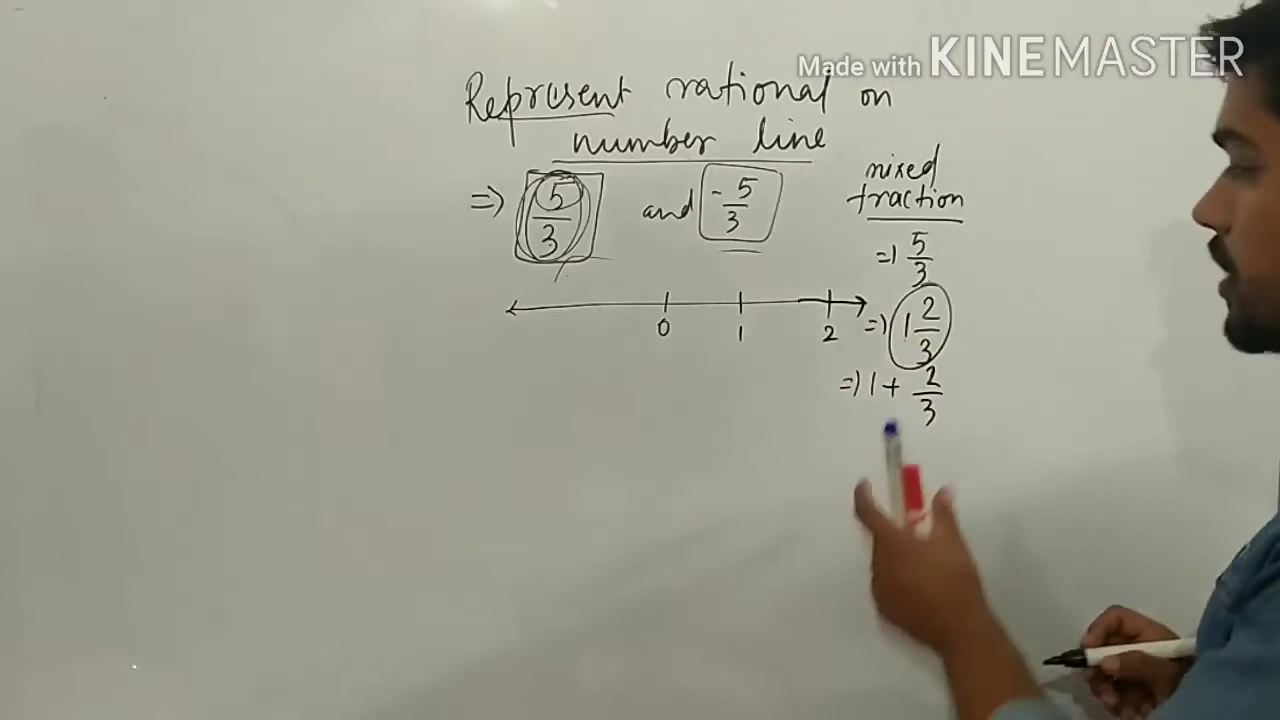 Made with KINEMASTER
Represent rational on
number line
=> 5/3 and -5/3
mixed
fraction
=> 5/3
=> 1 2/3
=> 1 + 2/3
0 1 2